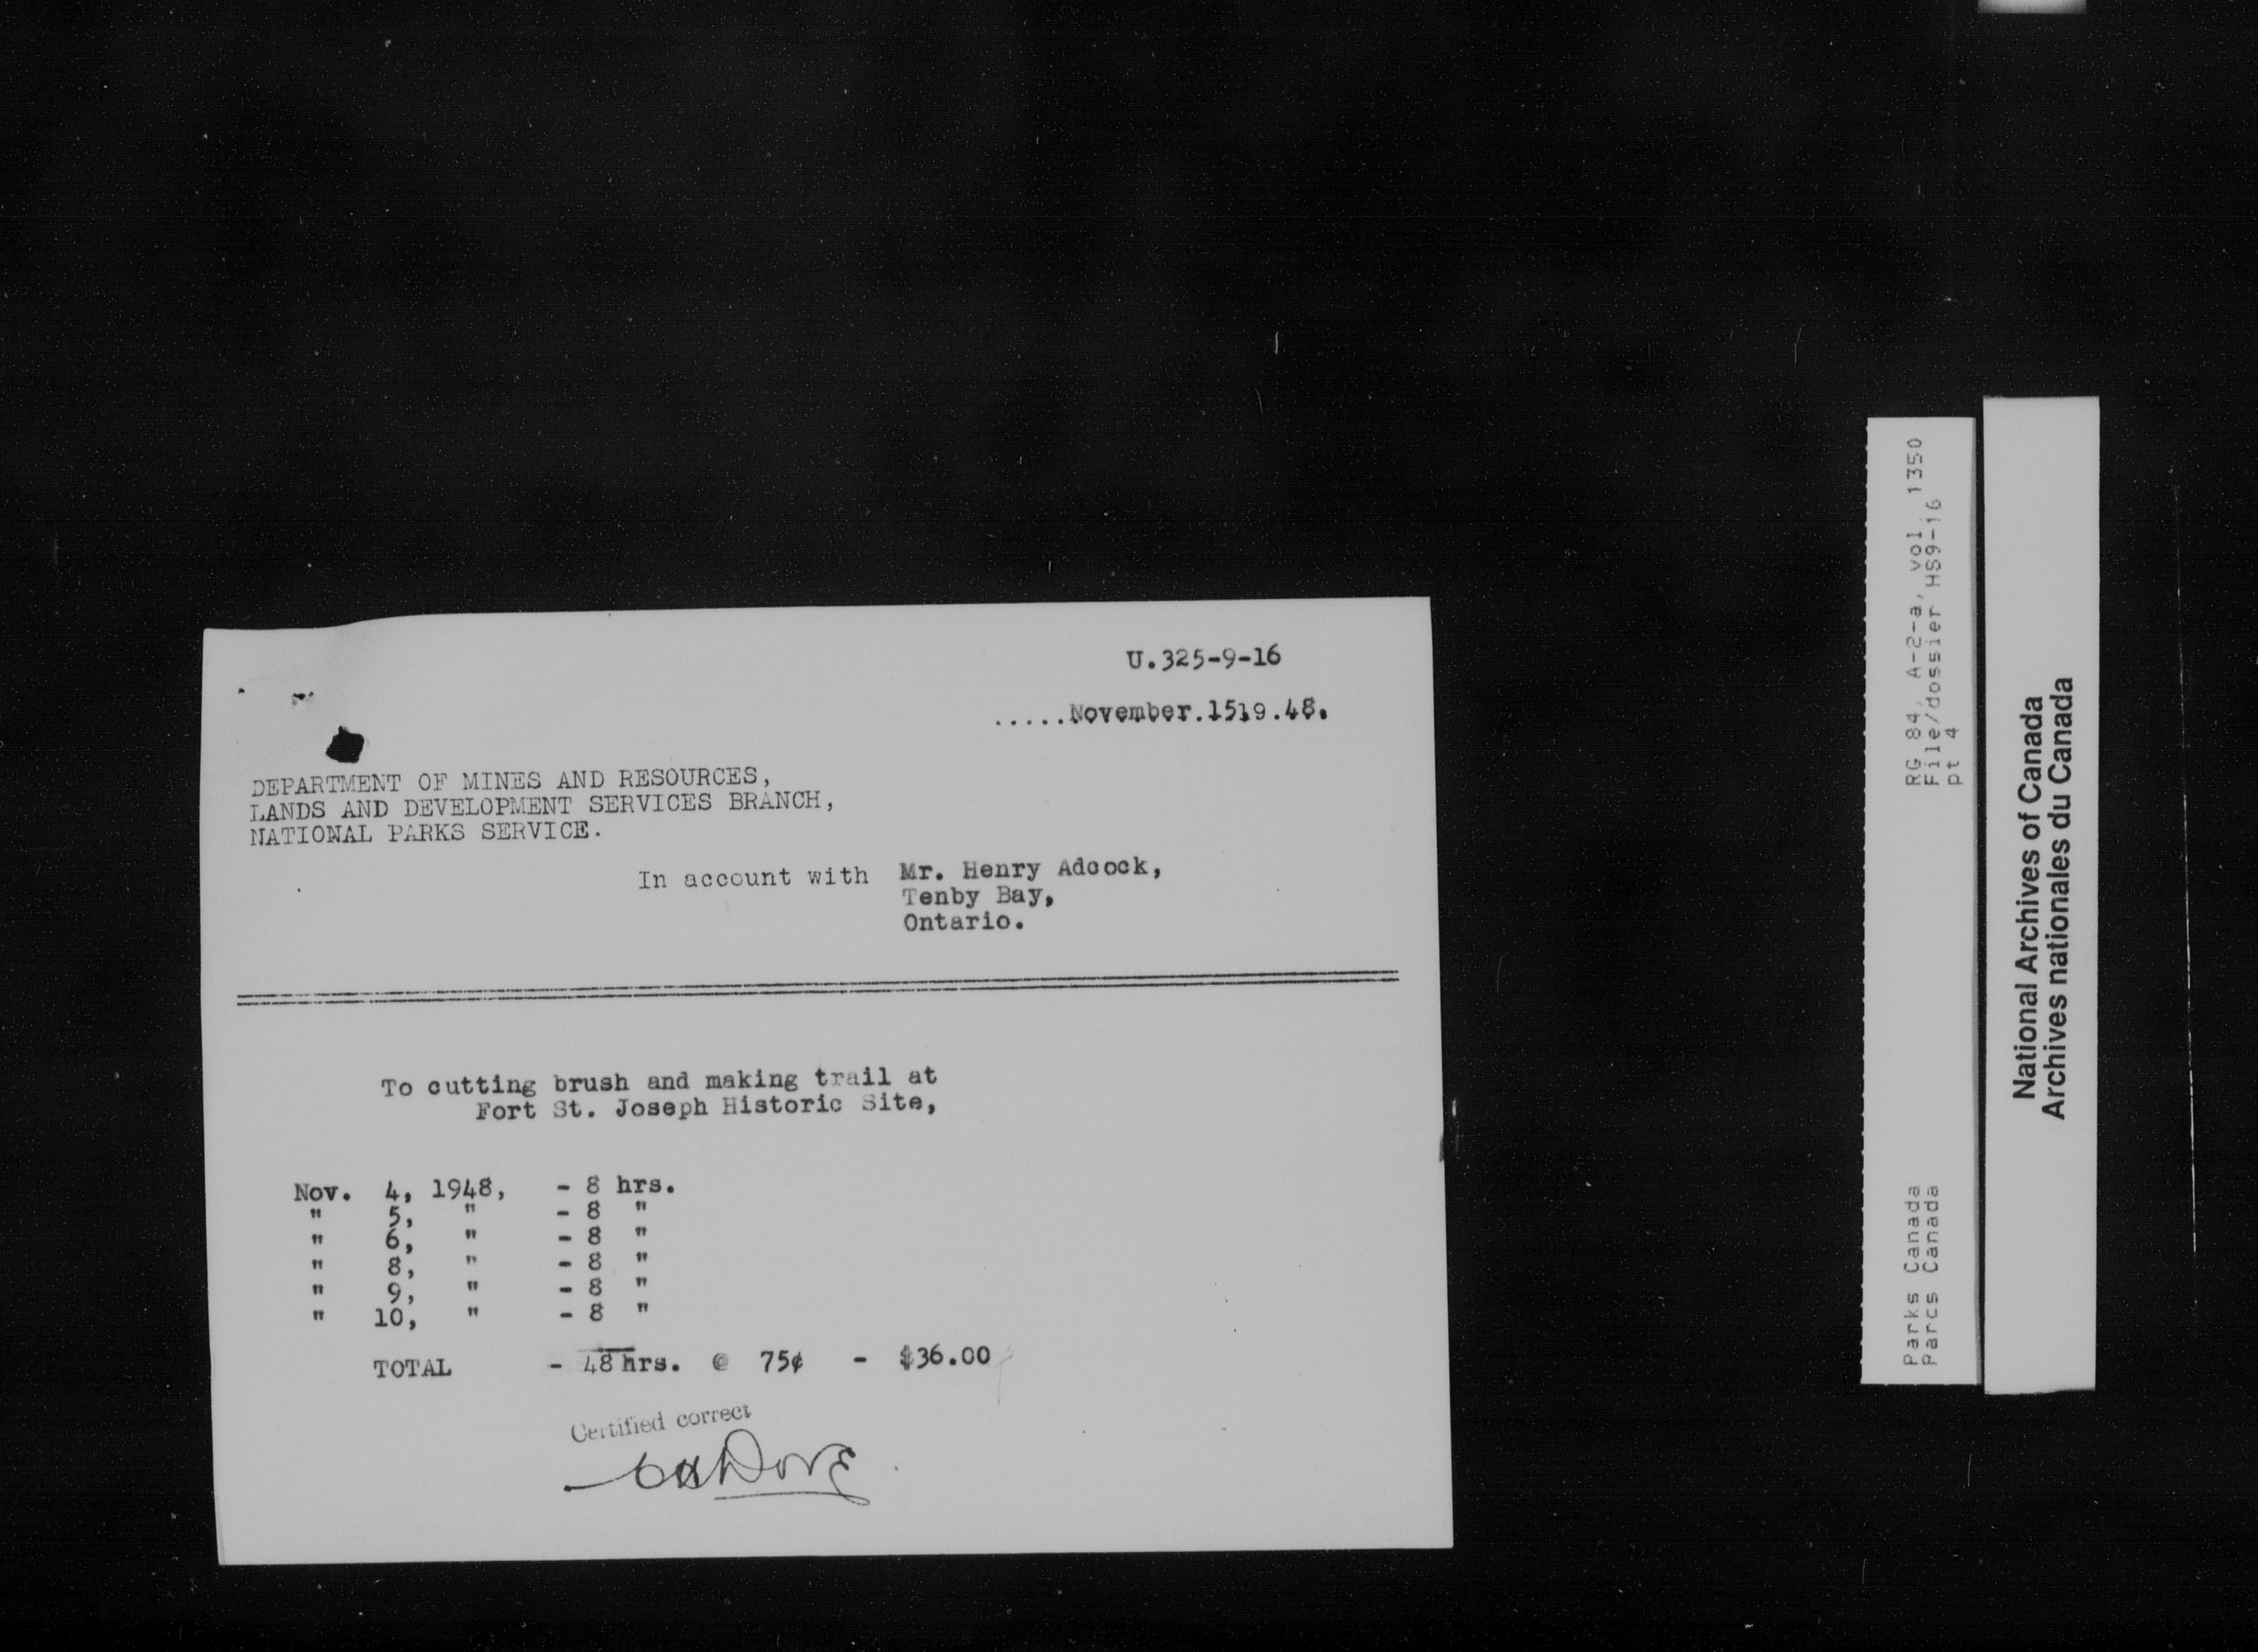 U.325-9-16
.....November.1519.48.
DEPARTMENT OF MINES AND RESOURCES,
LANDS AND DEVELOPMENT SERVICES BRANCH,
NATIONAL PARKS SERVICE.
In account with Mr. Henry Adcock,
Tenby Bay,
Ontario.
To cutting brush and making trail at
Fort St. Joseph Historic Site,
Nov. 4, 1948, - 8 hrs.
" 5, " - 8 "
" 6, " - 8 "
" 8, " - 8 "
" 9, " - 8 "
" 10, " - 8 "
TOTAL - 48 hrs. @ 75¢ - $36.00
Certified correct
RG 84, A-2-a, vol. 1350
File/dossier HS9-16
pt 4
Parks Canada
Parcs Canada
National Archives of Canada
Archives nationales du Canada